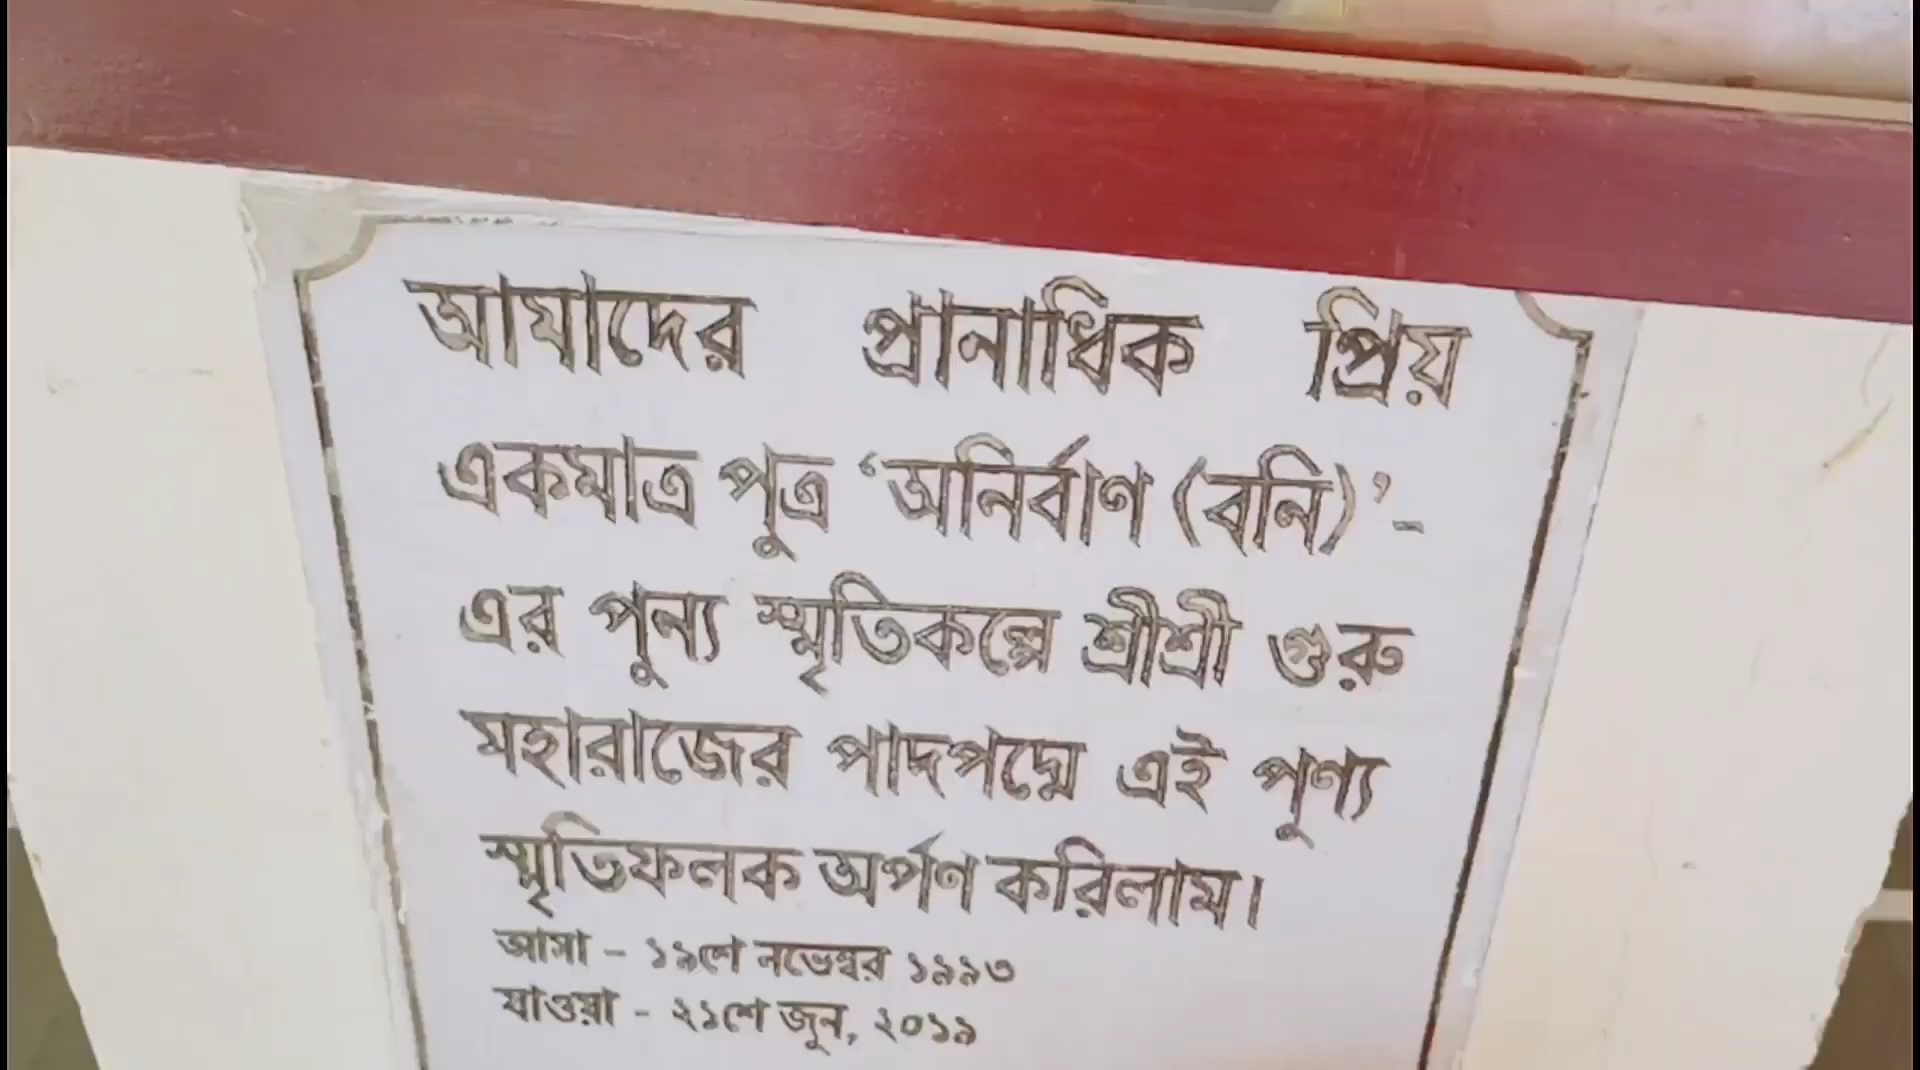 আমাদের প্রানাধিক প্রিয়
একমাত্র পুত্র ‘অনির্বাণ (বনি)’-
এর পুন্য স্মৃতিকল্পে শ্রীশ্রী গুরু
মহারাজের পাদপদ্মে এই পুণ্য
স্মৃতিফলক অর্পণ করিলাম।
আসা - ১৯শে নভেম্বর ১৯৯৩
যাওয়া - ২১শে জুন, ২০১৯